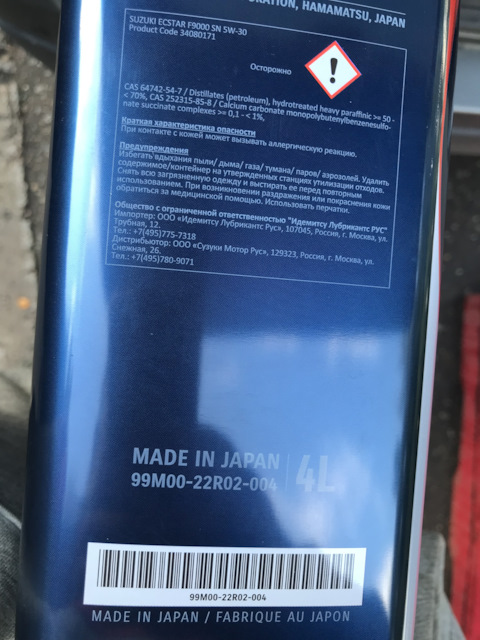 ORATION, HAMAMATSU, JAPAN
SUZUKI ECSTAR F9000 SN 5W-30
Product Code 34080171
Осторожно
CAS 64742-54-7 / Distillates (petroleum), hydrotreated heavy paraffinic >= 50 -
< 70%, CAS 252315-85-8 / Calcium carbonate monopolybutenylbenzenesulfo-
nate succinate complexes >= 0,1 - < 1%,
Краткая характеристика опасности
При контакте с кожей может вызывать аллергическую реакцию.
Предупреждения
Избегать вдыхания пыли/ дыма/ газа/ тумана/ паров/ аэрозолей. Удалить
содержимое/контейнер на утвержденных станциях утилизации отходов.
Снять всю загрязненную одежду и выстирать ее перед повторным
использованием. При возникновении раздражения или покраснения кожи
обратиться за медицинской помощью. Использовать перчатки.
Общество с ограниченной ответственностью "Идемитсу Лубрикантс РУС"
Импортер: ООО «Идемитсу Лубрикантс Рус», 107045, Россия, г. Москва, ул.
Трубная, 12.
Тел.: +7(495)775-7318
Дистрибьютор: ООО «Сузуки Мотор Рус», 129323, Россия, г. Москва, ул.
Снежная, 26.
Тел.: +7(495)780-9071
MADE IN JAPAN 4L
99M00-22R02-004
99M00-22R02-004
MADE IN JAPAN / FABRIQUE AU JAPON